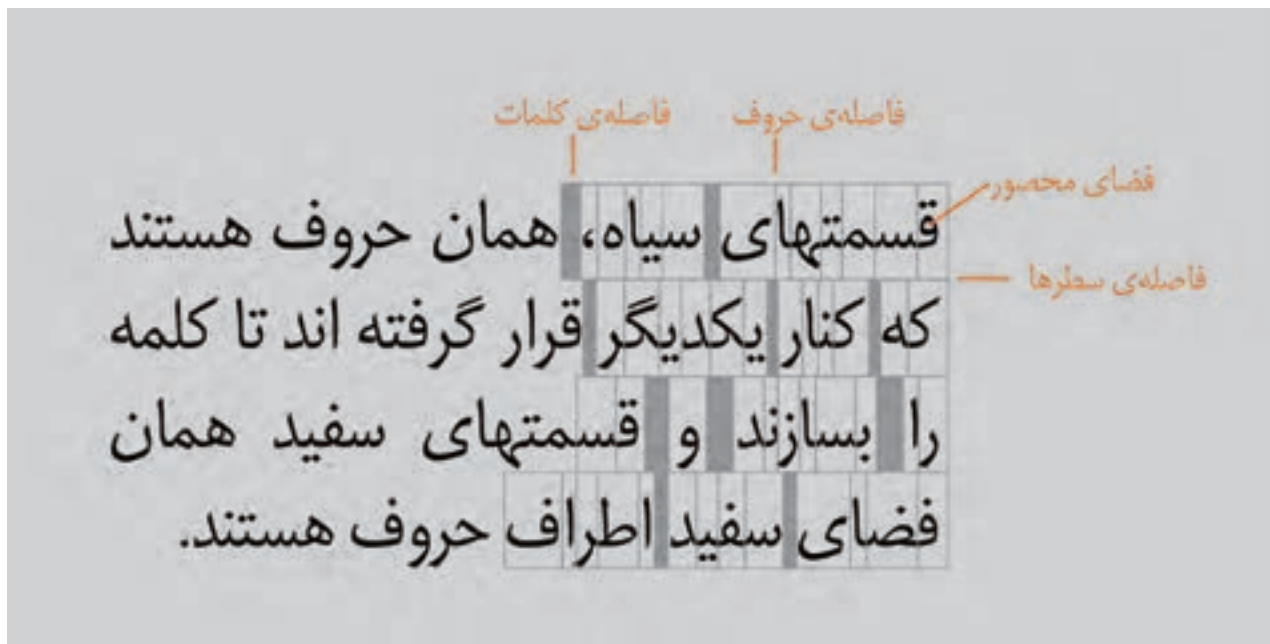 فاصله‌ی حروف
فاصله‌ی کلمات
فضای محصور
قسمتهای سیاه، همان حروف هستند
فاصله‌ی سطرها
که کنار یکدیگر قرار گرفته اند تا کلمه
را بسازند و قسمتهای سفید همان
فضای سفید اطراف حروف هستند.